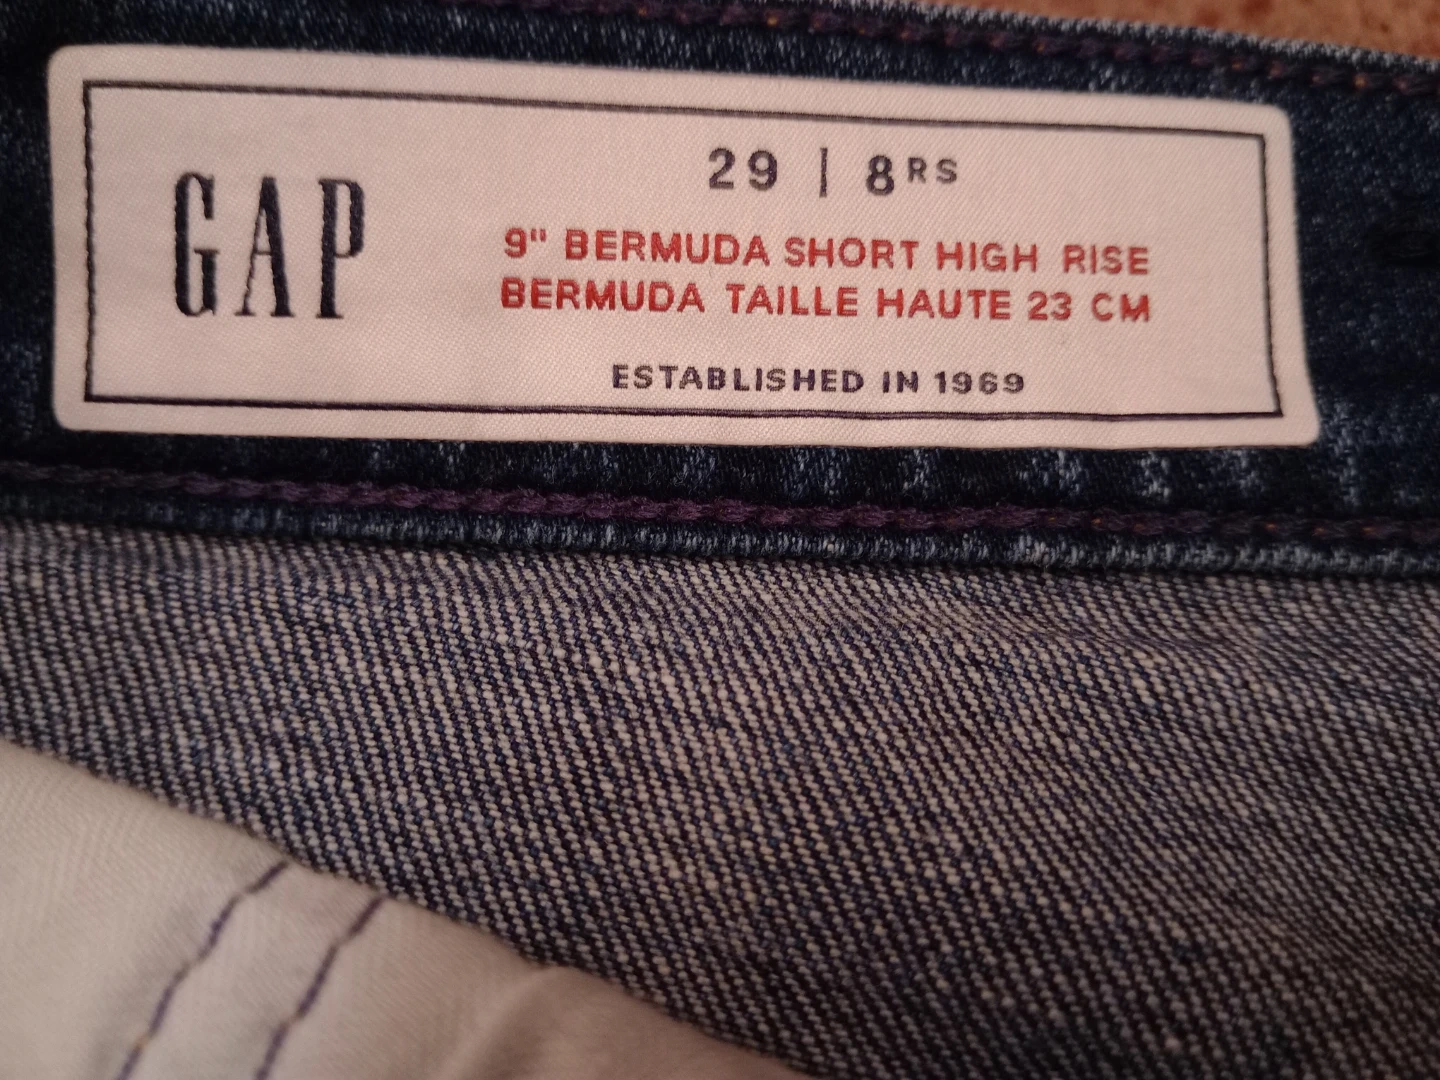 GAP
29 | 8RS
9" BERMUDA SHORT HIGH RISE
BERMUDA TAILLE HAUTE 23 CM
ESTABLISHED IN 1969